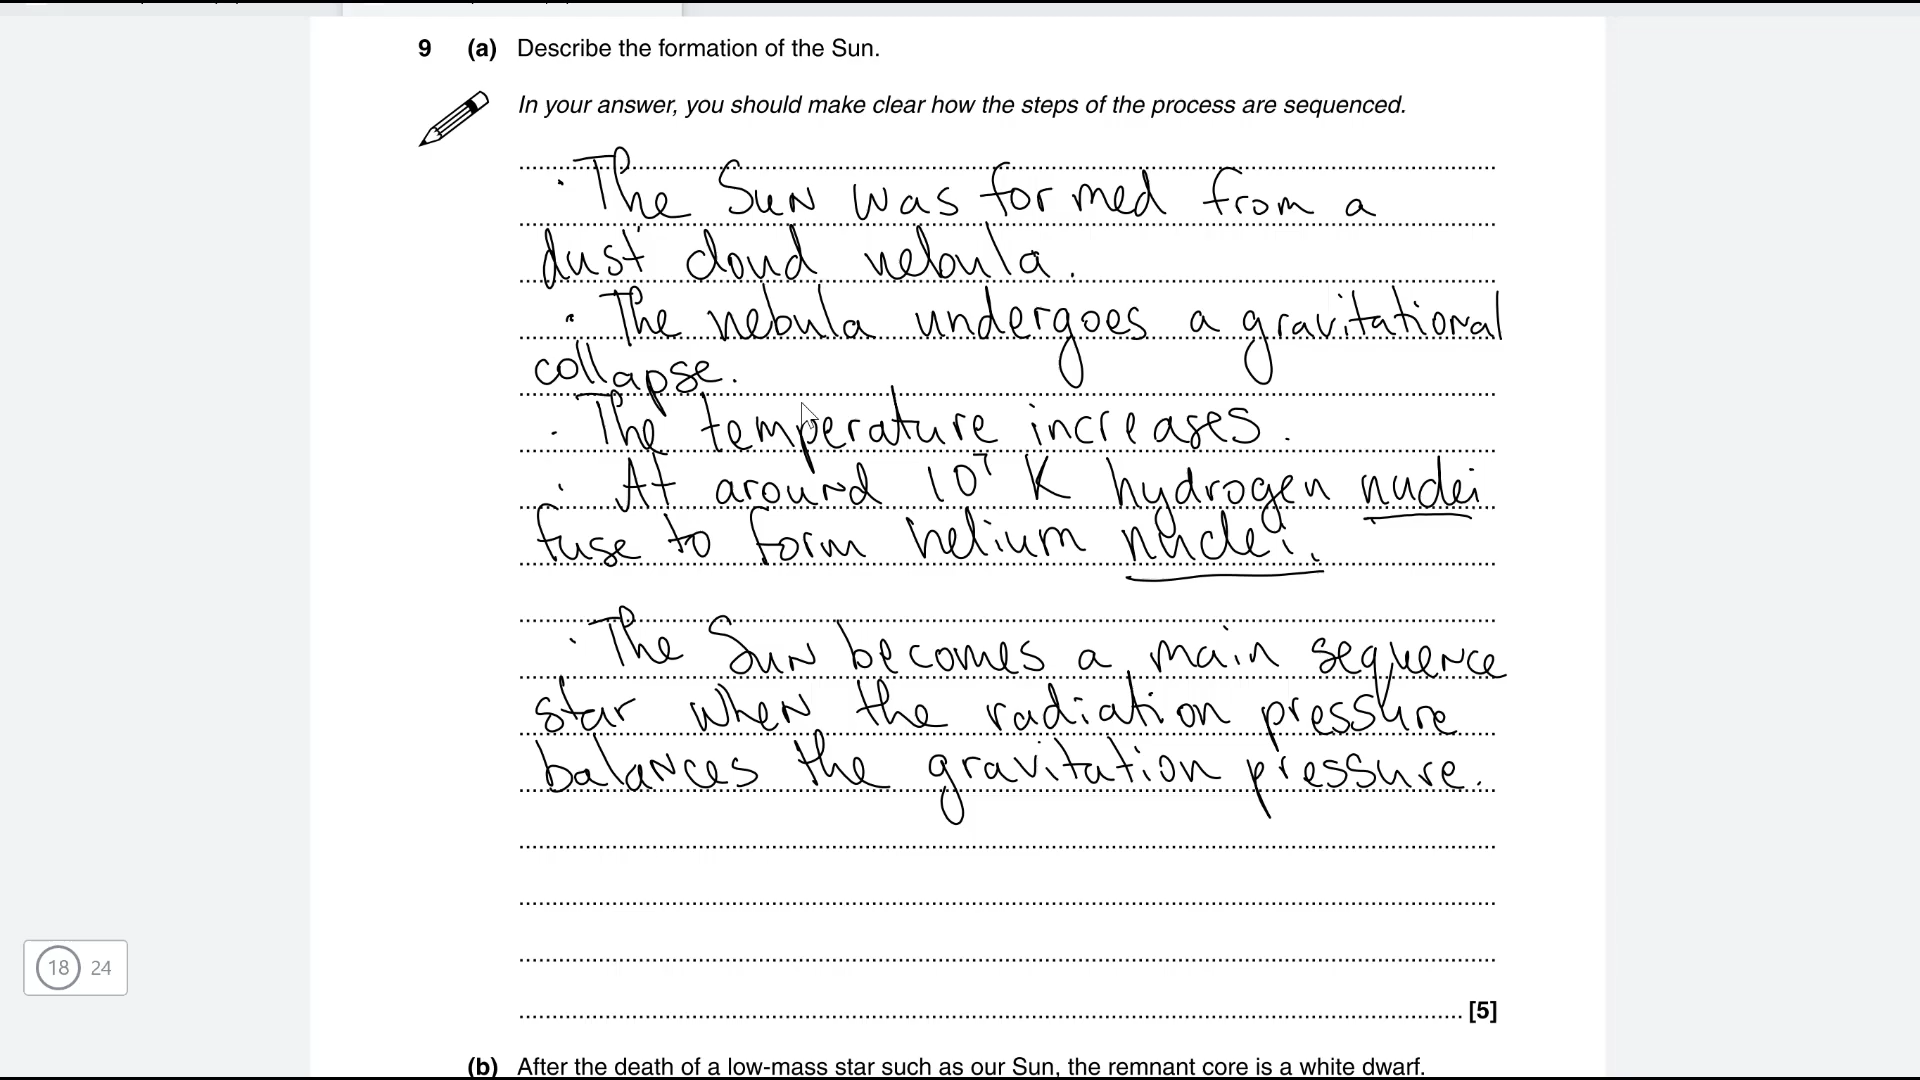 9 (a) Describe the formation of the Sun.
In your answer, you should make clear how the steps of the process are sequenced.
· The Sun was formed from a
dust cloud nebula.
· The nebula undergoes a gravitational
collapse.
· The temperature increases.
· At around 10⁷ K hydrogen nuclei
fuse to form helium nuclei.
· The Sun becomes a main sequence
star when the radiation pressure
balances the gravitation pressure.
[5]
(b) After the death of a low-mass star such as our Sun, the remnant core is a white dwarf.
18 24